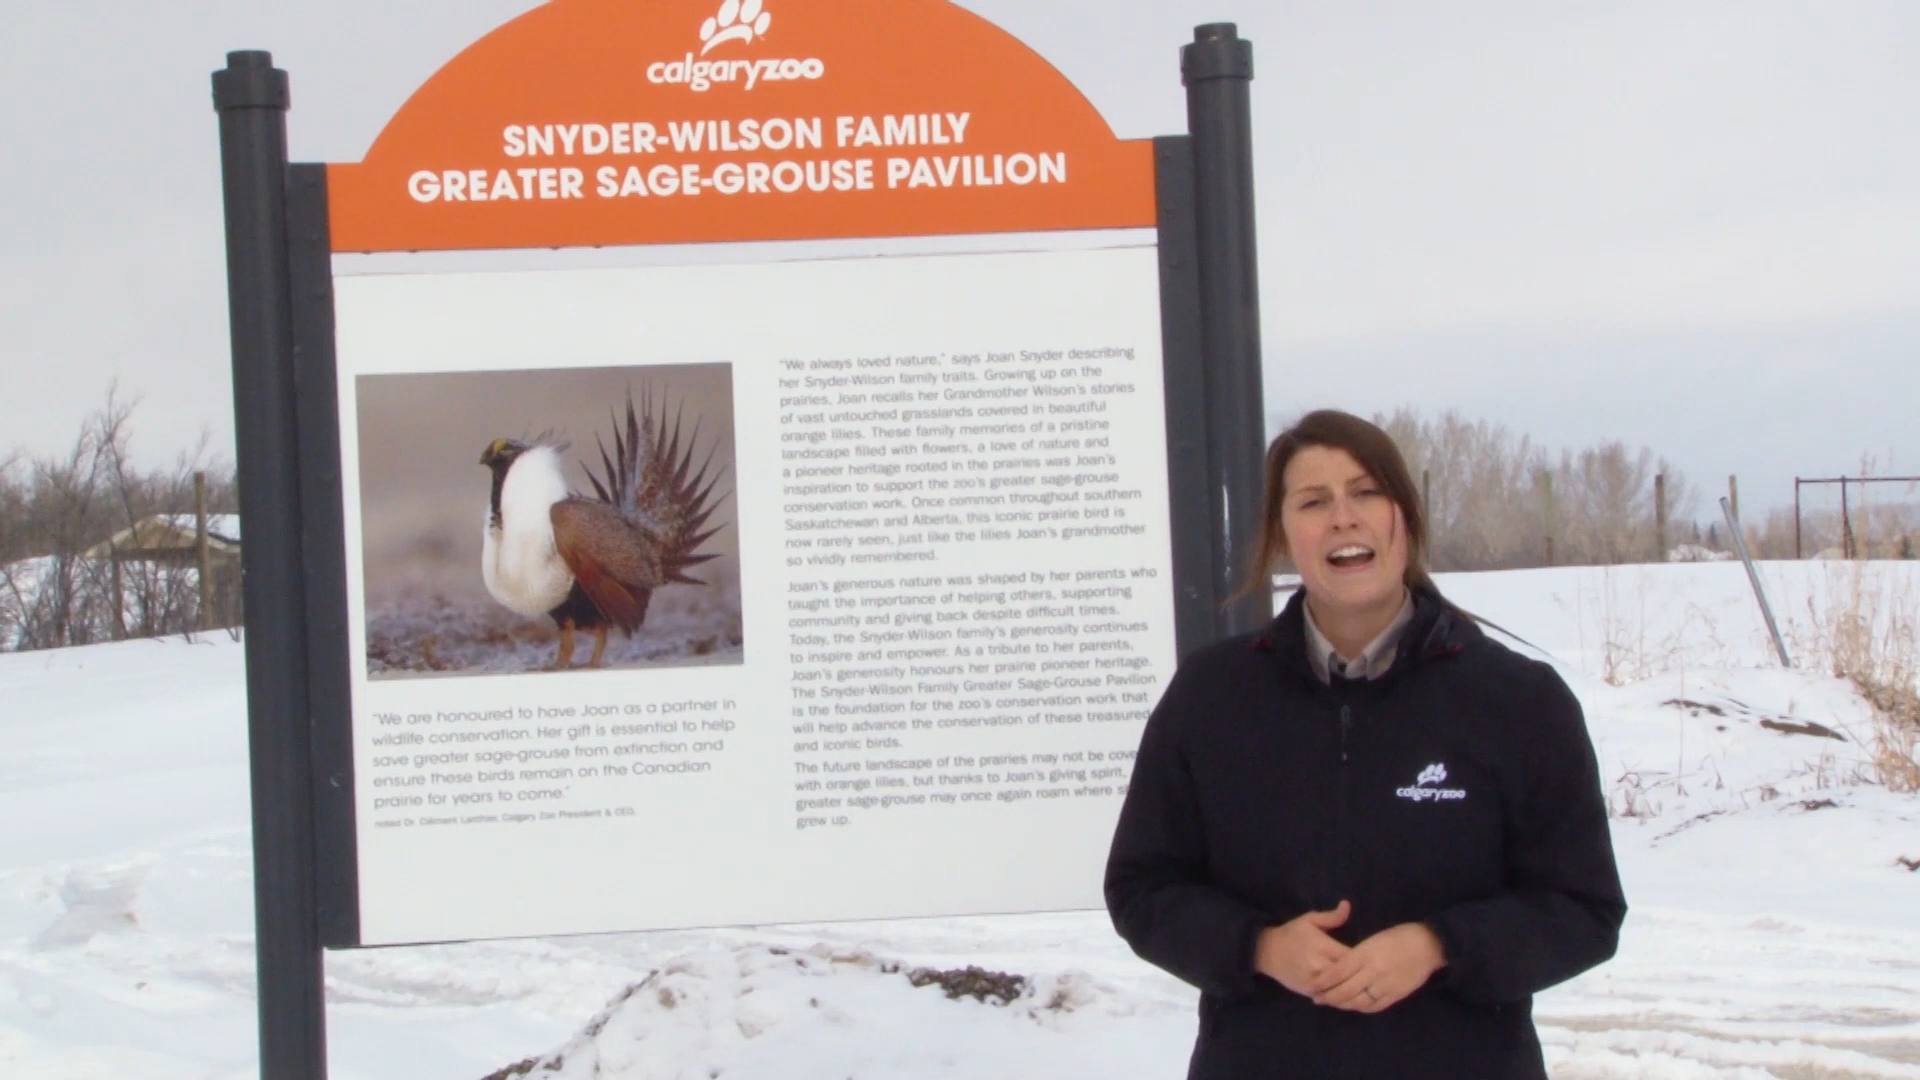 calgaryzoo
SNYDER-WILSON FAMILY
GREATER SAGE-GROUSE PAVILION
"We are honoured to have Joan as a partner in
wildlife conservation. Her gift is essential to help
save greater sage-grouse from extinction and
ensure these birds remain on the Canadian
prairie for years to come."
noted Dr. Clément Lanthier, Calgary Zoo President & CEO.
"We always loved nature," says Joan Snyder describing
her Snyder-Wilson family traits. Growing up on the
prairies, Joan recalls her Grandmother Wilson's stories
of vast untouched grasslands covered in beautiful
orange lilies. These family memories of a pristine
landscape filled with flowers, a love of nature and
a pioneer heritage rooted in the prairies was Joan's
inspiration to support the zoo's greater sage-grouse
conservation work. Once common throughout southern
Saskatchewan and Alberta, this iconic prairie bird is
now rarely seen, just like the lilies Joan's grandmother
so vividly remembered.
Joan's generous nature was shaped by her parents who
taught the importance of helping others, supporting
community and giving back despite difficult times.
Today, the Snyder-Wilson family's generosity continues
to inspire and empower. As a tribute to her parents,
Joan's generosity honours her prairie pioneer heritage.
The Snyder-Wilson Family Greater Sage-Grouse Pavilion
is the foundation for the zoo's conservation work that
will help advance the conservation of these treasured
and iconic birds.
The future landscape of the prairies may not be
with orange lilies, but thanks to Joan's giving spirit,
greater sage-grouse may once again roam where
grew up.
calgaryzoo